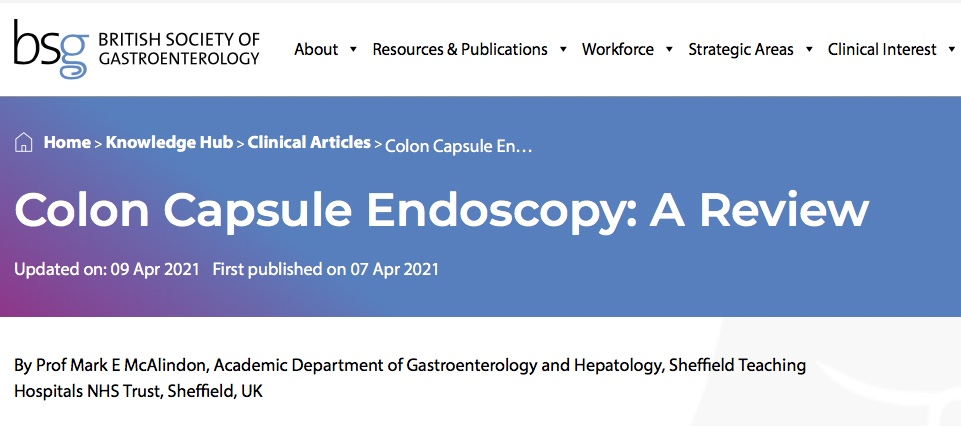 bsg BRITISH SOCIETY OF
GASTROENTEROLOGY
About Resources & Publications Workforce Strategic Areas Clinical Interest
Home > Knowledge Hub > Clinical Articles > Colon Capsule En...
Colon Capsule Endoscopy: A Review
Updated on: 09 Apr 2021 First published on 07 Apr 2021
By Prof Mark E McAlindon, Academic Department of Gastroenterology and Hepatology, Sheffield Teaching
Hospitals NHS Trust, Sheffield, UK